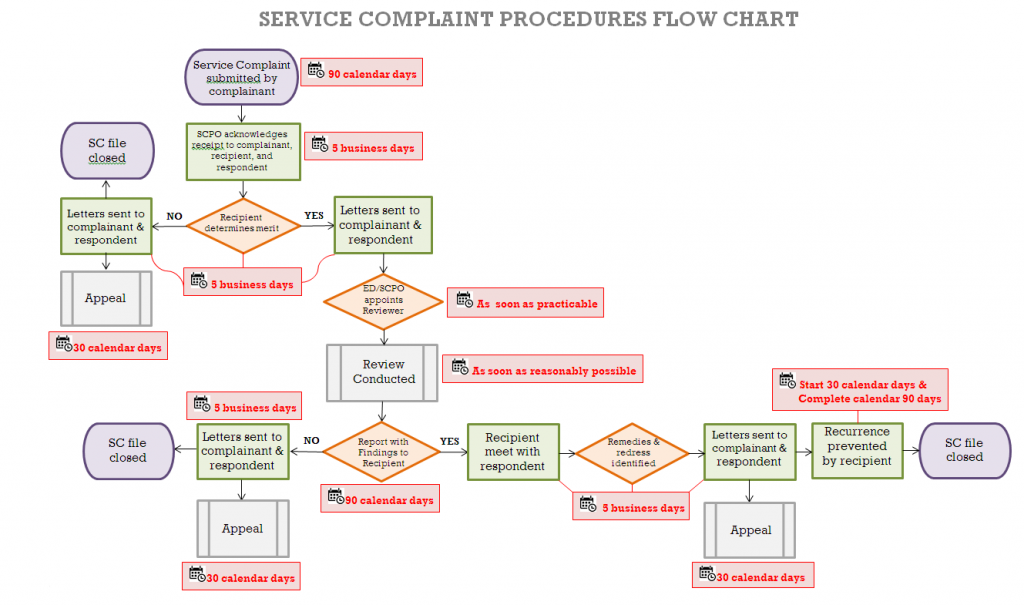 SERVICE COMPLAINT PROCEDURES FLOW CHART
Service Complaint
submitted by
complainant
90 calendar days
SCPO acknowledges
receipt to complainant,
recipient, and
respondent
5 business days
SC file
closed
Letters sent to
complainant &
respondent
NO
Recipient
determines merit
YES
Letters sent to
complainant &
respondent
5 business days
Appeal
30 calendar days
ED/SCPO
appoints
Reviewer
As soon as practicable
Review
Conducted
As soon as reasonably possible
Start 30 calendar days &
Complete calendar 90 days
5 business days
SC file
closed
Letters sent to
complainant &
respondent
NO
Report with
Findings to
Recipient
YES
90 calendar days
Recipient
meet with
respondent
Remedies &
redress
identified
5 business days
Letters sent to
complainant &
respondent
Recurrence
prevented
by recipient
SC file
closed
Appeal
30 calendar days
Appeal
30 calendar days